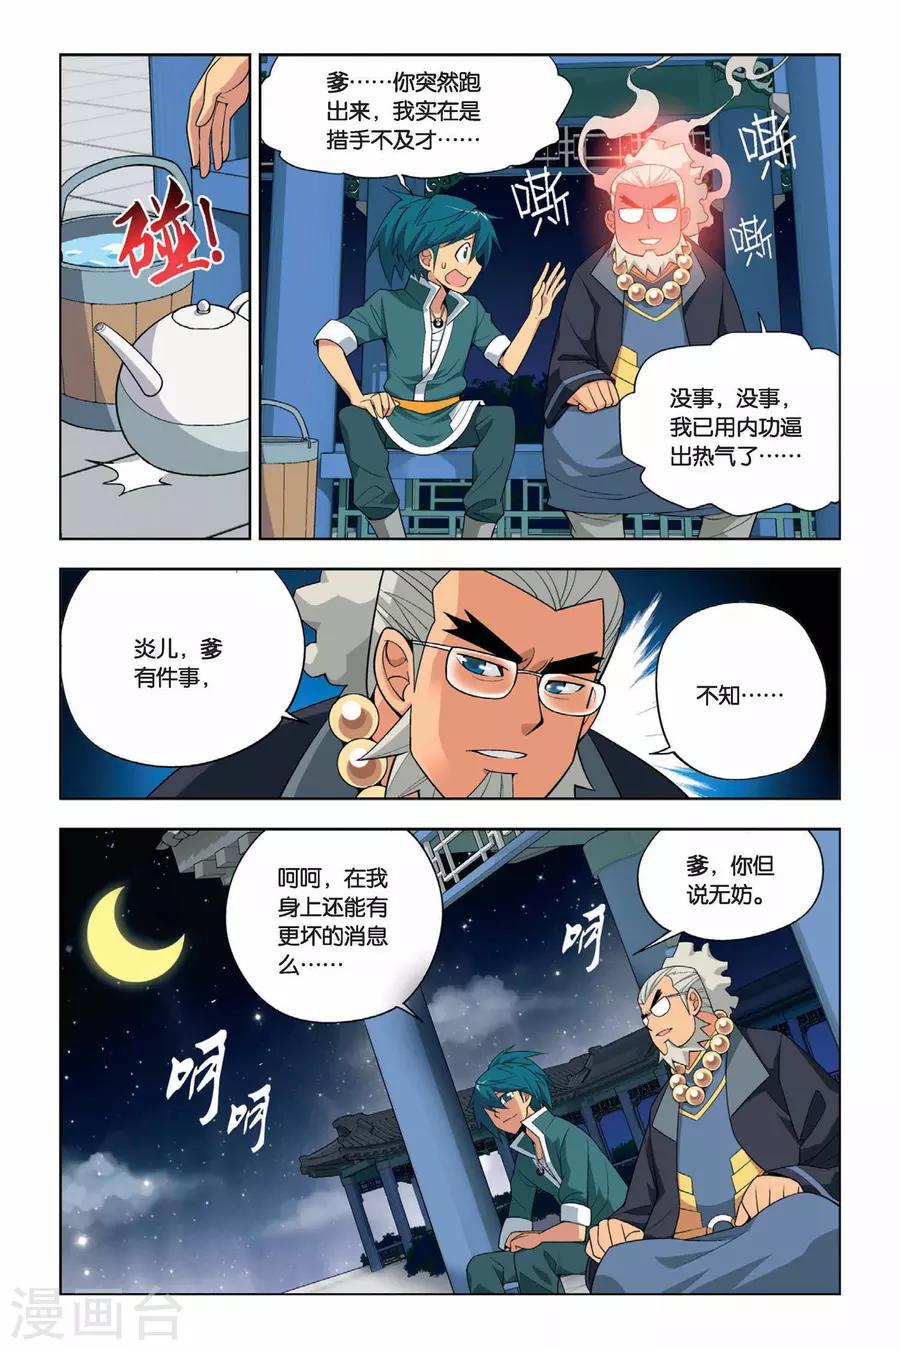 碰!
爹……你突然跑
出来，我实在是
措手不及才……
嘶
嘶
嘶
没事，没事，
我已用内功逼
出热气了……
炎儿，爹
有件事，
不知……
呵呵，在我
身上还能有
更坏的消息
么……
爹，你但
说无妨。
啊
啊
啊
漫画台